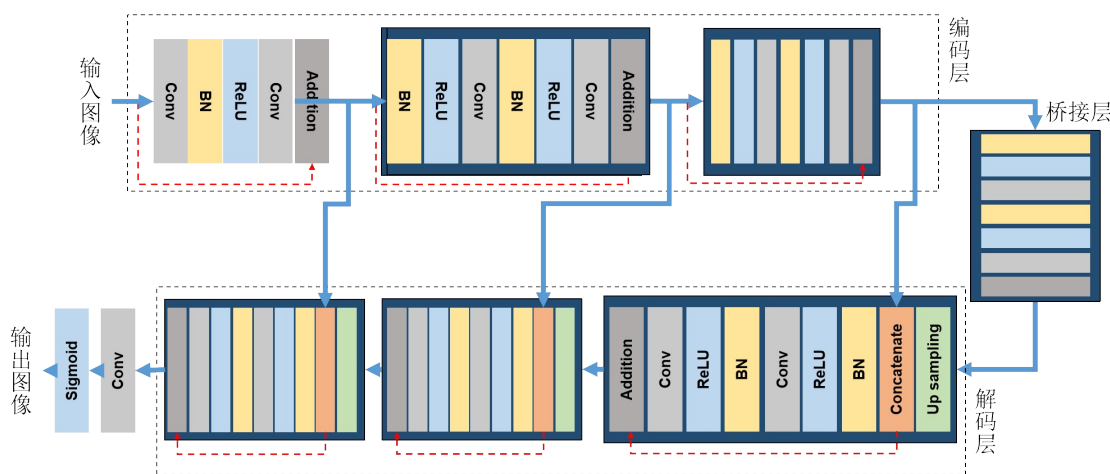 输入图像
Conv
BN
ReLU
Conv
Addition
BN
ReLU
Conv
BN
ReLU
Conv
Addition
编码层
桥接层
输出图像
Sigmoid
Conv
Addition
Conv
ReLU
BN
Conv
ReLU
BN
Concatenate
Up sampling
解码层